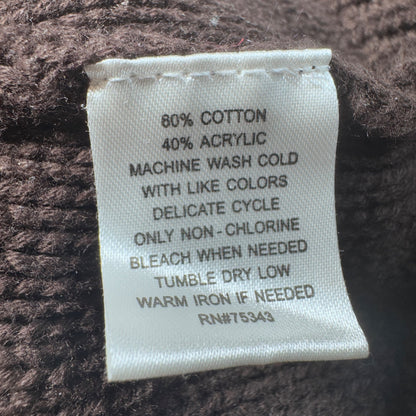 60% COTTON
40% ACRYLIC
MACHINE WASH COLD
WITH LIKE COLORS
DELICATE CYCLE
ONLY NON-CHLORINE
BLEACH WHEN NEEDED
TUMBLE DRY LOW
WARM IRON IF NEEDED
RN#75343